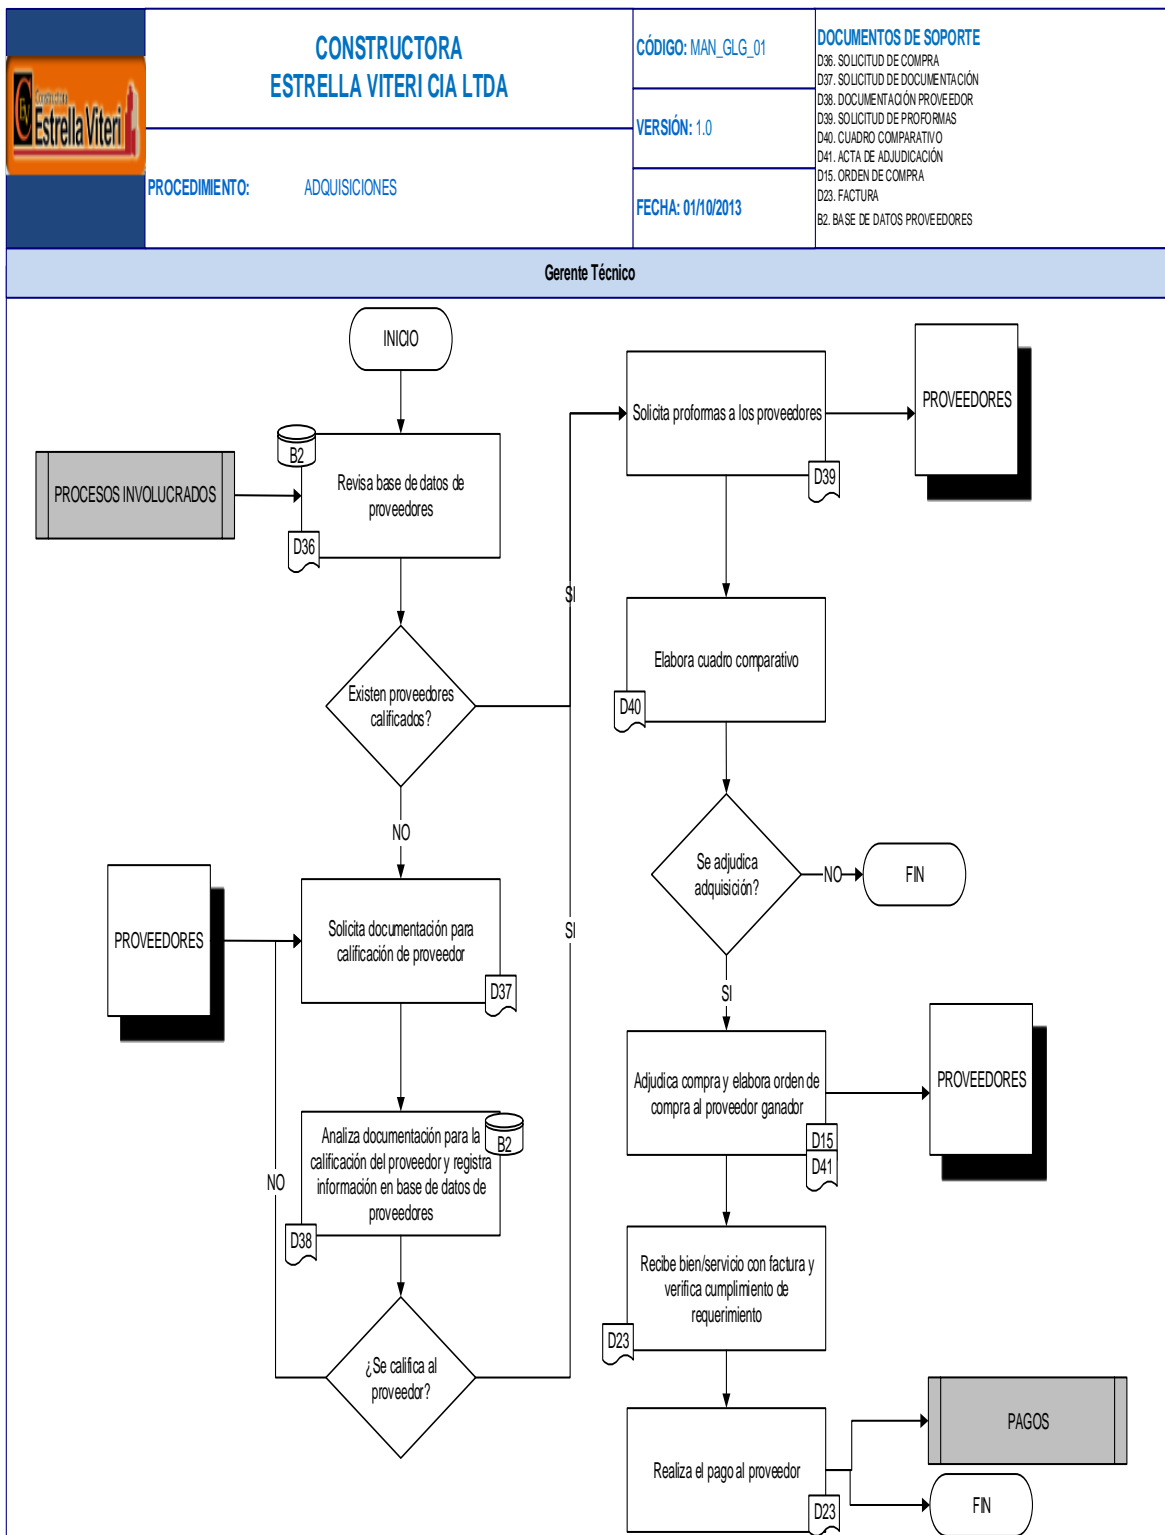 Constructora
Estrella Viteri
CONSTRUCTORA
ESTRELLA VITERI CIA LTDA
PROCEDIMIENTO: ADQUISICIONES
CÓDIGO: MAN_GLG_01
VERSIÓN: 1.0
FECHA: 01/10/2013
DOCUMENTOS DE SOPORTE
D36. SOLICITUD DE COMPRA
D37. SOLICITUD DE DOCUMENTACIÓN
D38. DOCUMENTACIÓN PROVEEDOR
D39. SOLICITUD DE PROFORMAS
D40. CUADRO COMPARATIVO
D41. ACTA DE ADJUDICACIÓN
D15. ORDEN DE COMPRA
D23. FACTURA
B2. BASE DE DATOS PROVEEDORES
Gerente Técnico
INICIO
B2
PROCESOS INVOLUCRADOS
Revisa base de datos de
proveedores
D36
Existen proveedores
calificados?
SI
NO
PROVEEDORES
Solicita documentación para
calificación de proveedor
D37
Analiza documentación para la
calificación del proveedor y registra
información en base de datos de
proveedores
B2
D38
NO
¿Se califica al
proveedor?
SI
Solicita proformas a los proveedores
D39
PROVEEDORES
Elabora cuadro comparativo
D40
Se adjudica
adquisición?
NO
FIN
SI
Adjudica compra y elabora orden de
compra al proveedor ganador
D15
D41
PROVEEDORES
Recibe bien/servicio con factura y
verifica cumplimiento de
requerimiento
D23
Realiza el pago al proveedor
D23
PAGOS
FIN